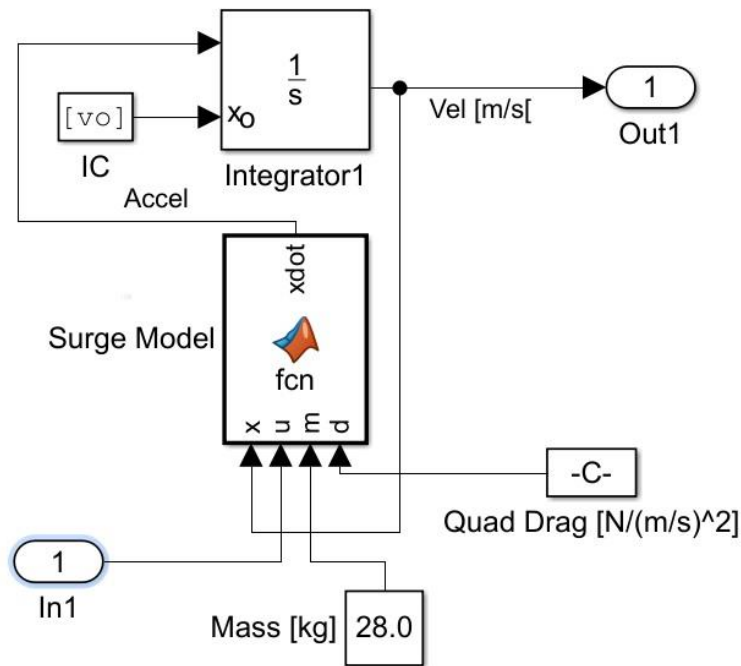 1
s
xo
Integrator1
[vo]
IC
Accel
Vel [m/s[
1
Out1
xdot
fcn
x
u
m
d
Surge Model
-C-
Quad Drag [N/(m/s)^2]
1
In1
Mass [kg]
28.0